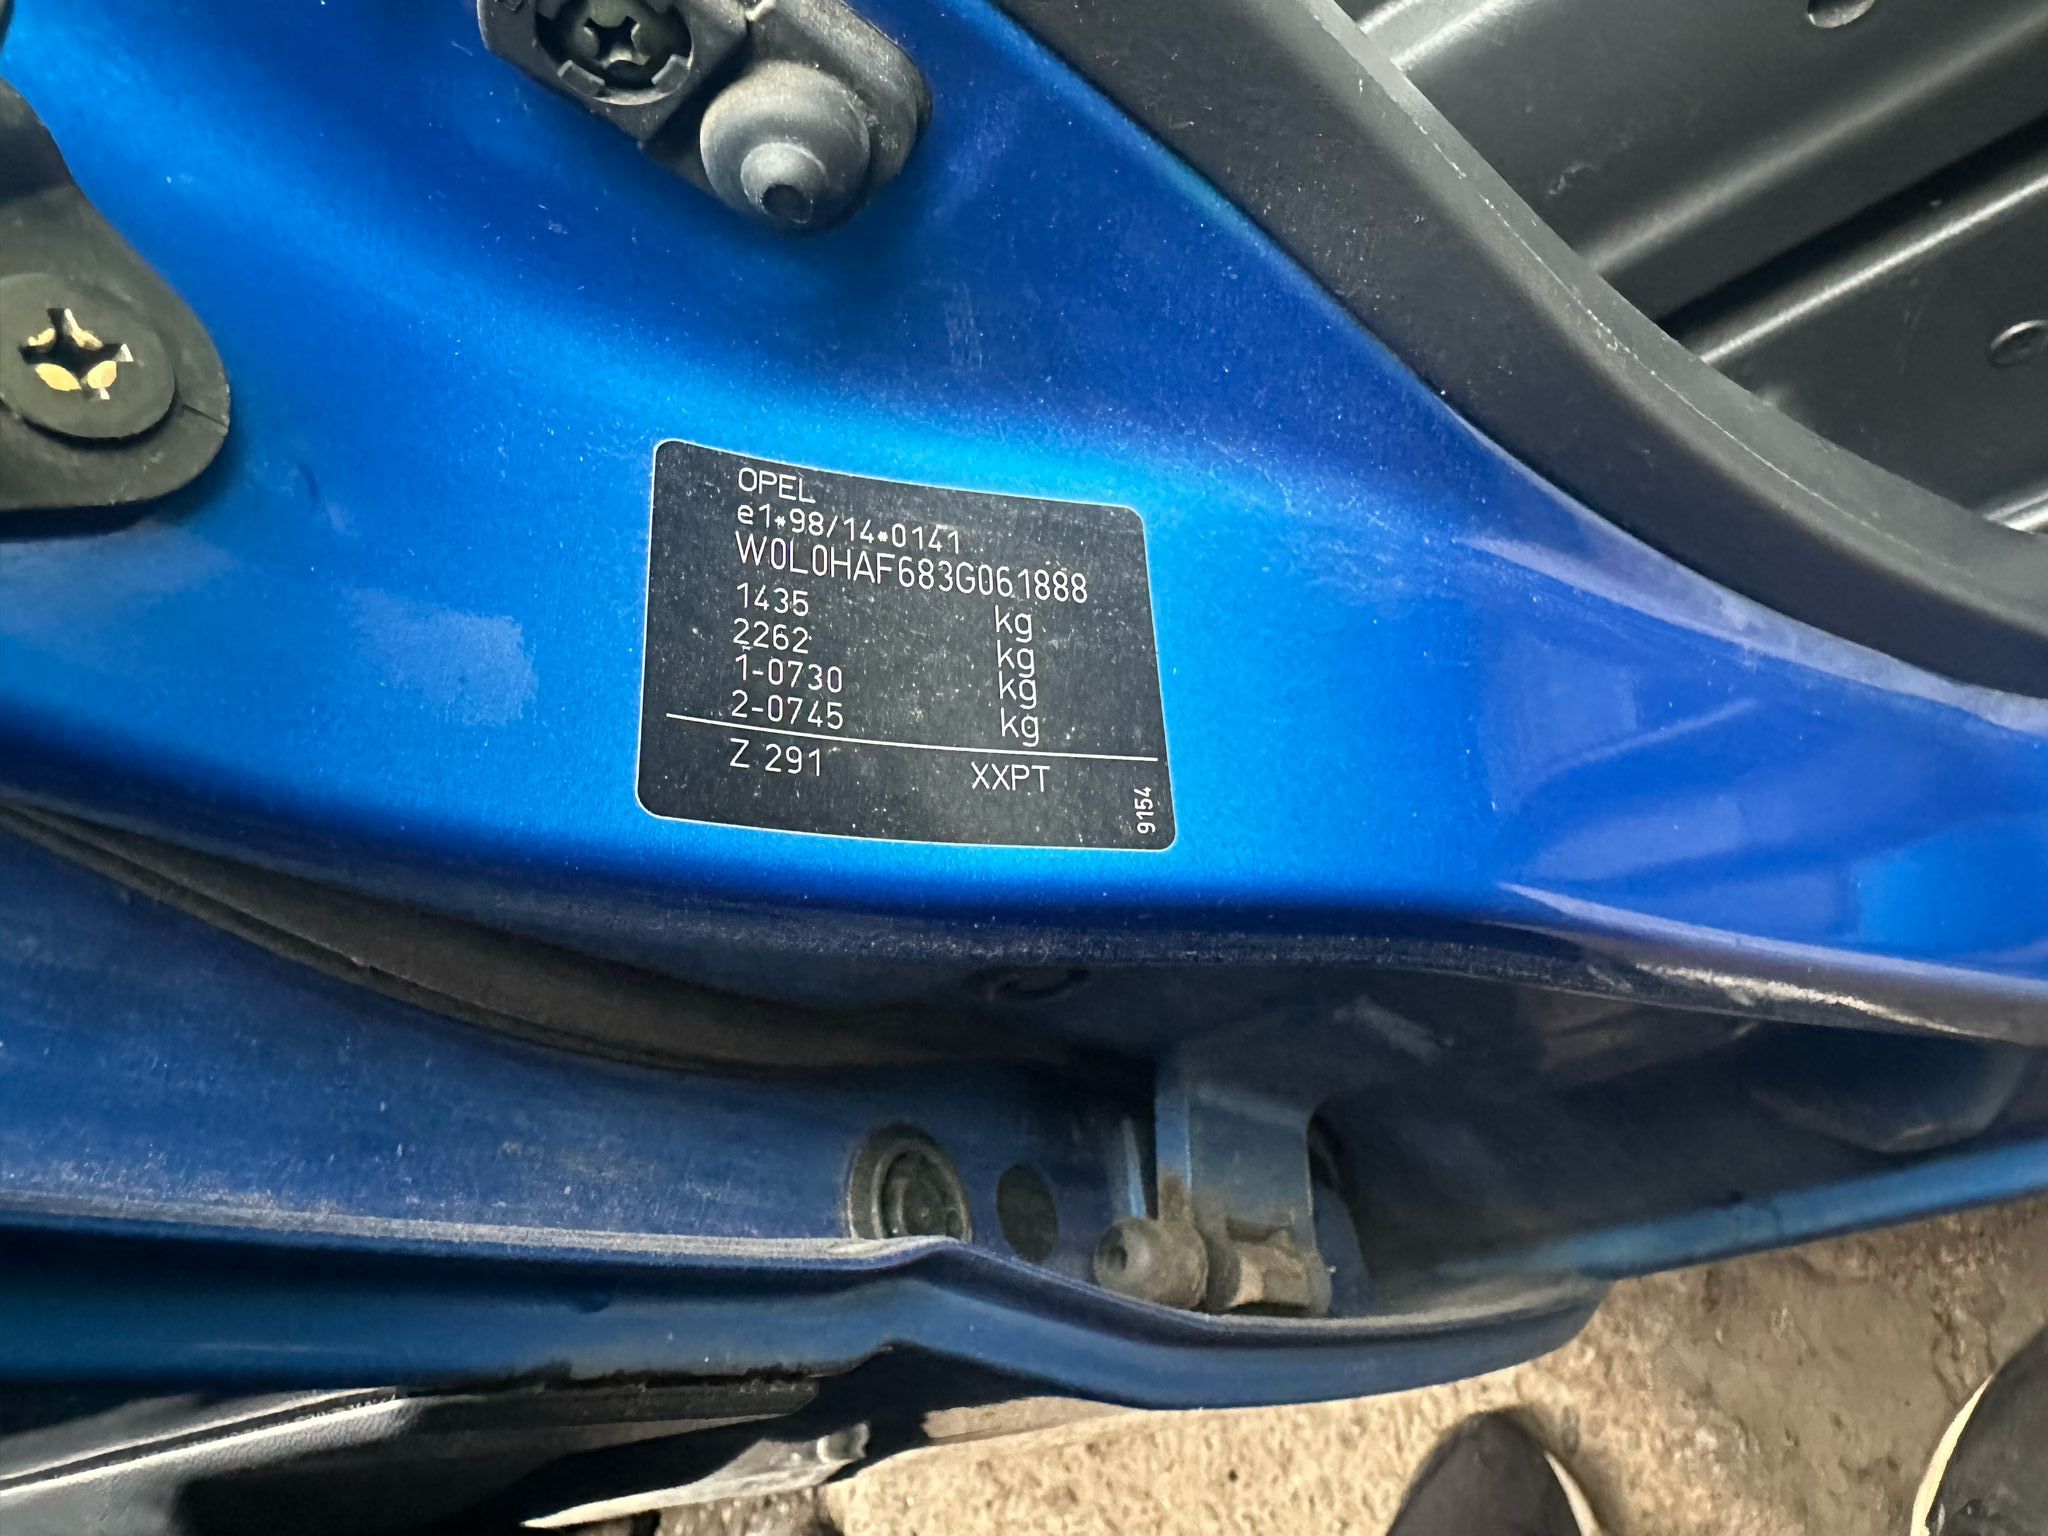 OPEL
e1*98/14*0141
W0L0HAF683G061888
1435 kg
2262 kg
1-0730 kg
2-0745 kg
Z 291 XXPT
9154